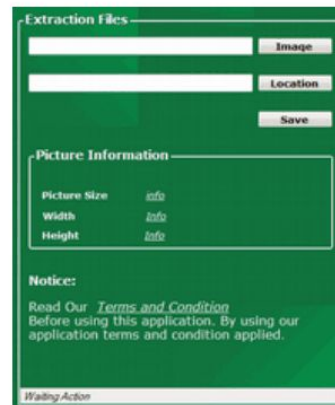 Extraction Files
Image
Location
Save
Picture Information
Picture Size info
Width Info
Height Info
Notice:
Read Our Terms and Condition
Before using this application. By using our
application terms and condition applied.
Waiting Action